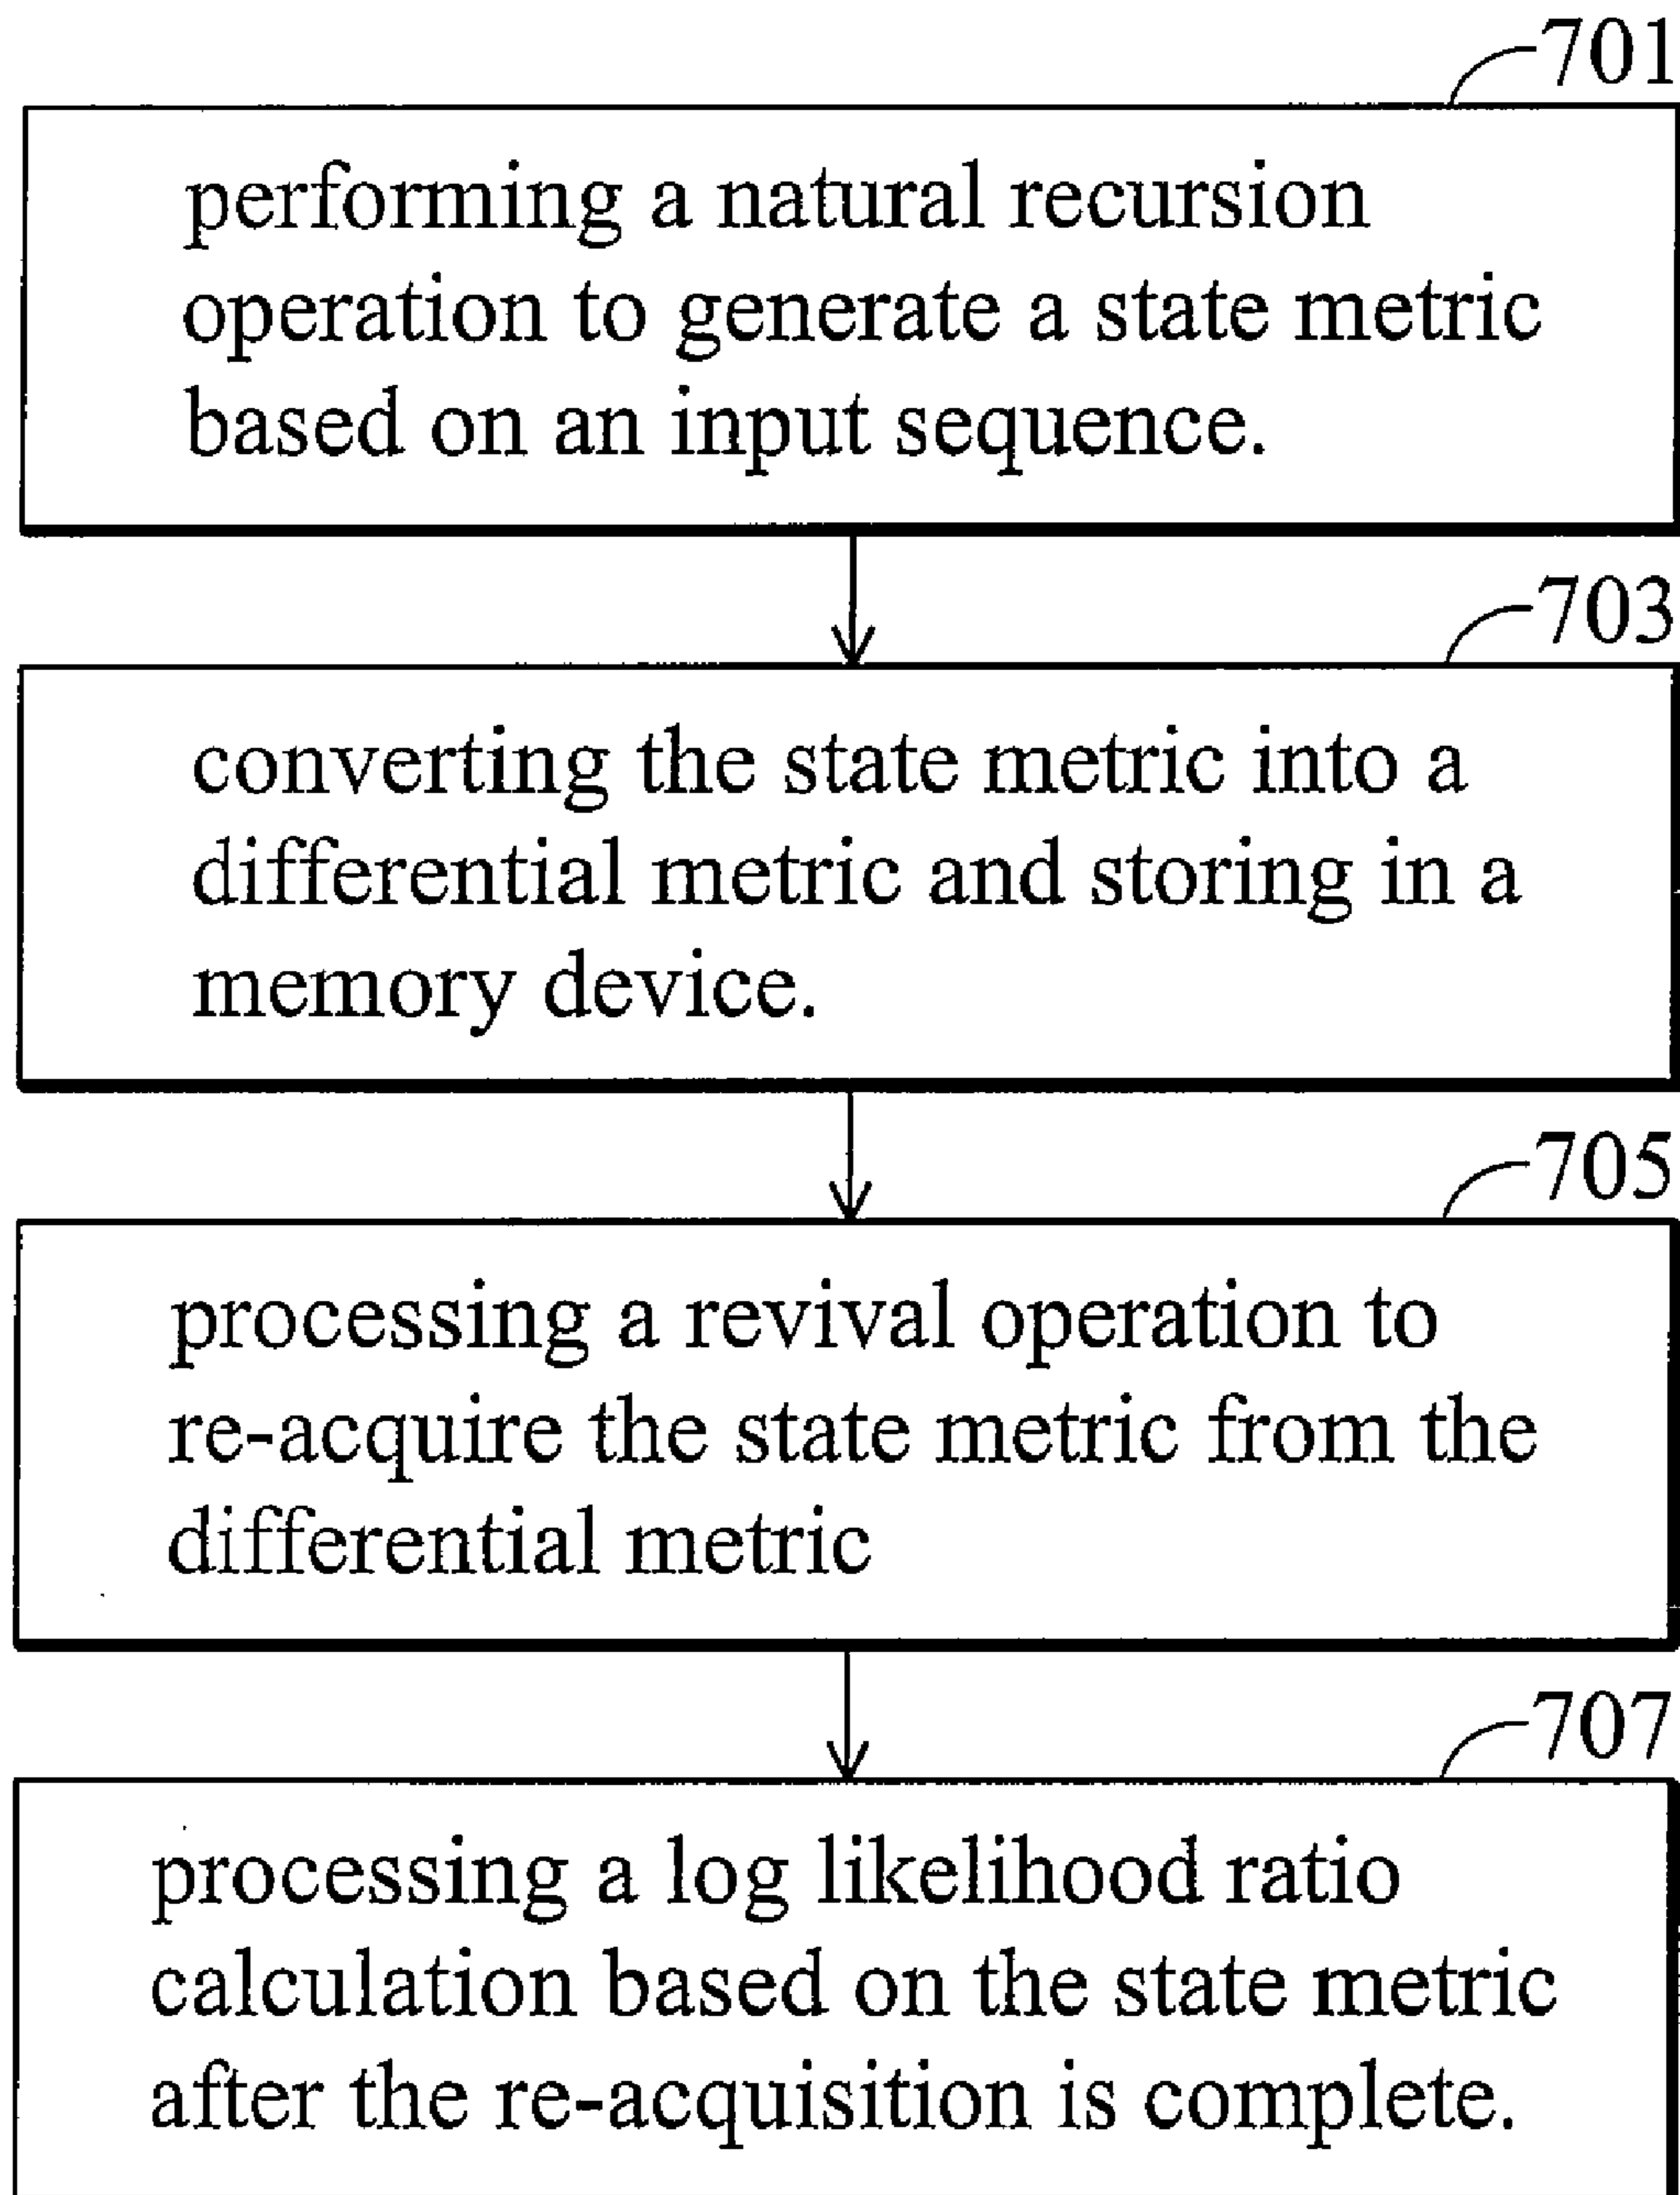 701
performing a natural recursion
operation to generate a state metric
based on an input sequence.
703
converting the state metric into a
differential metric and storing in a
memory device.
705
processing a revival operation to
re-acquire the state metric from the
differential metric
707
processing a log likelihood ratio
calculation based on the state metric
after the re-acquisition is complete.